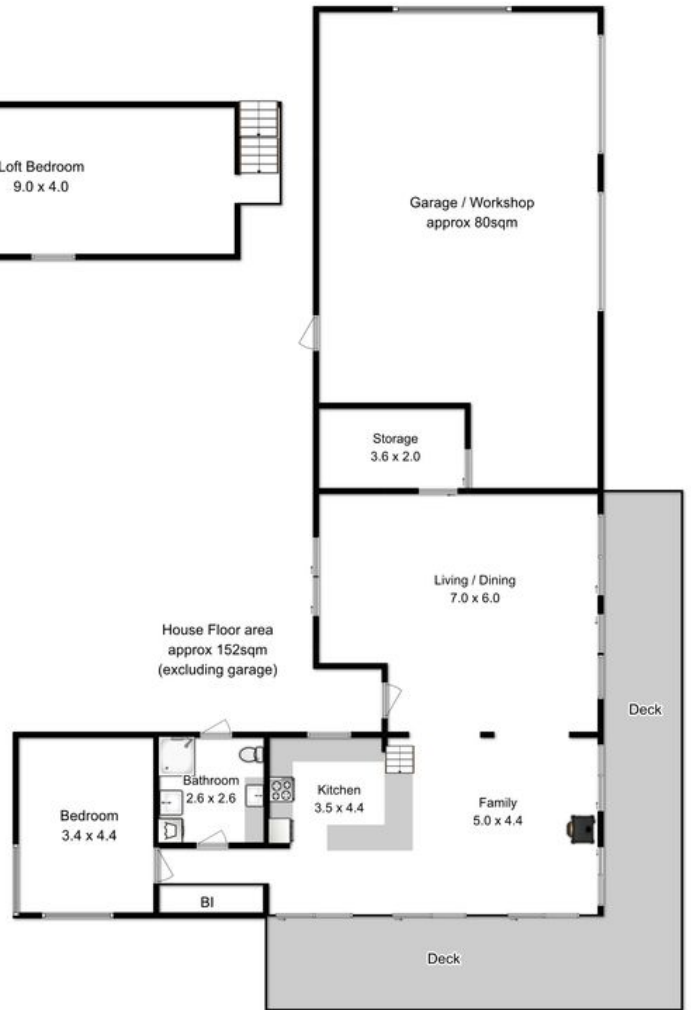 Loft Bedroom
9.0 x 4.0
Garage / Workshop
approx 80sqm
Storage
3.6 x 2.0
Living / Dining
7.0 x 6.0
House Floor area
approx 152sqm
(excluding garage)
Deck
Bedroom
3.4 x 4.4
Bathroom
2.6 x 2.6
Kitchen
3.5 x 4.4
Family
5.0 x 4.4
BI
Deck